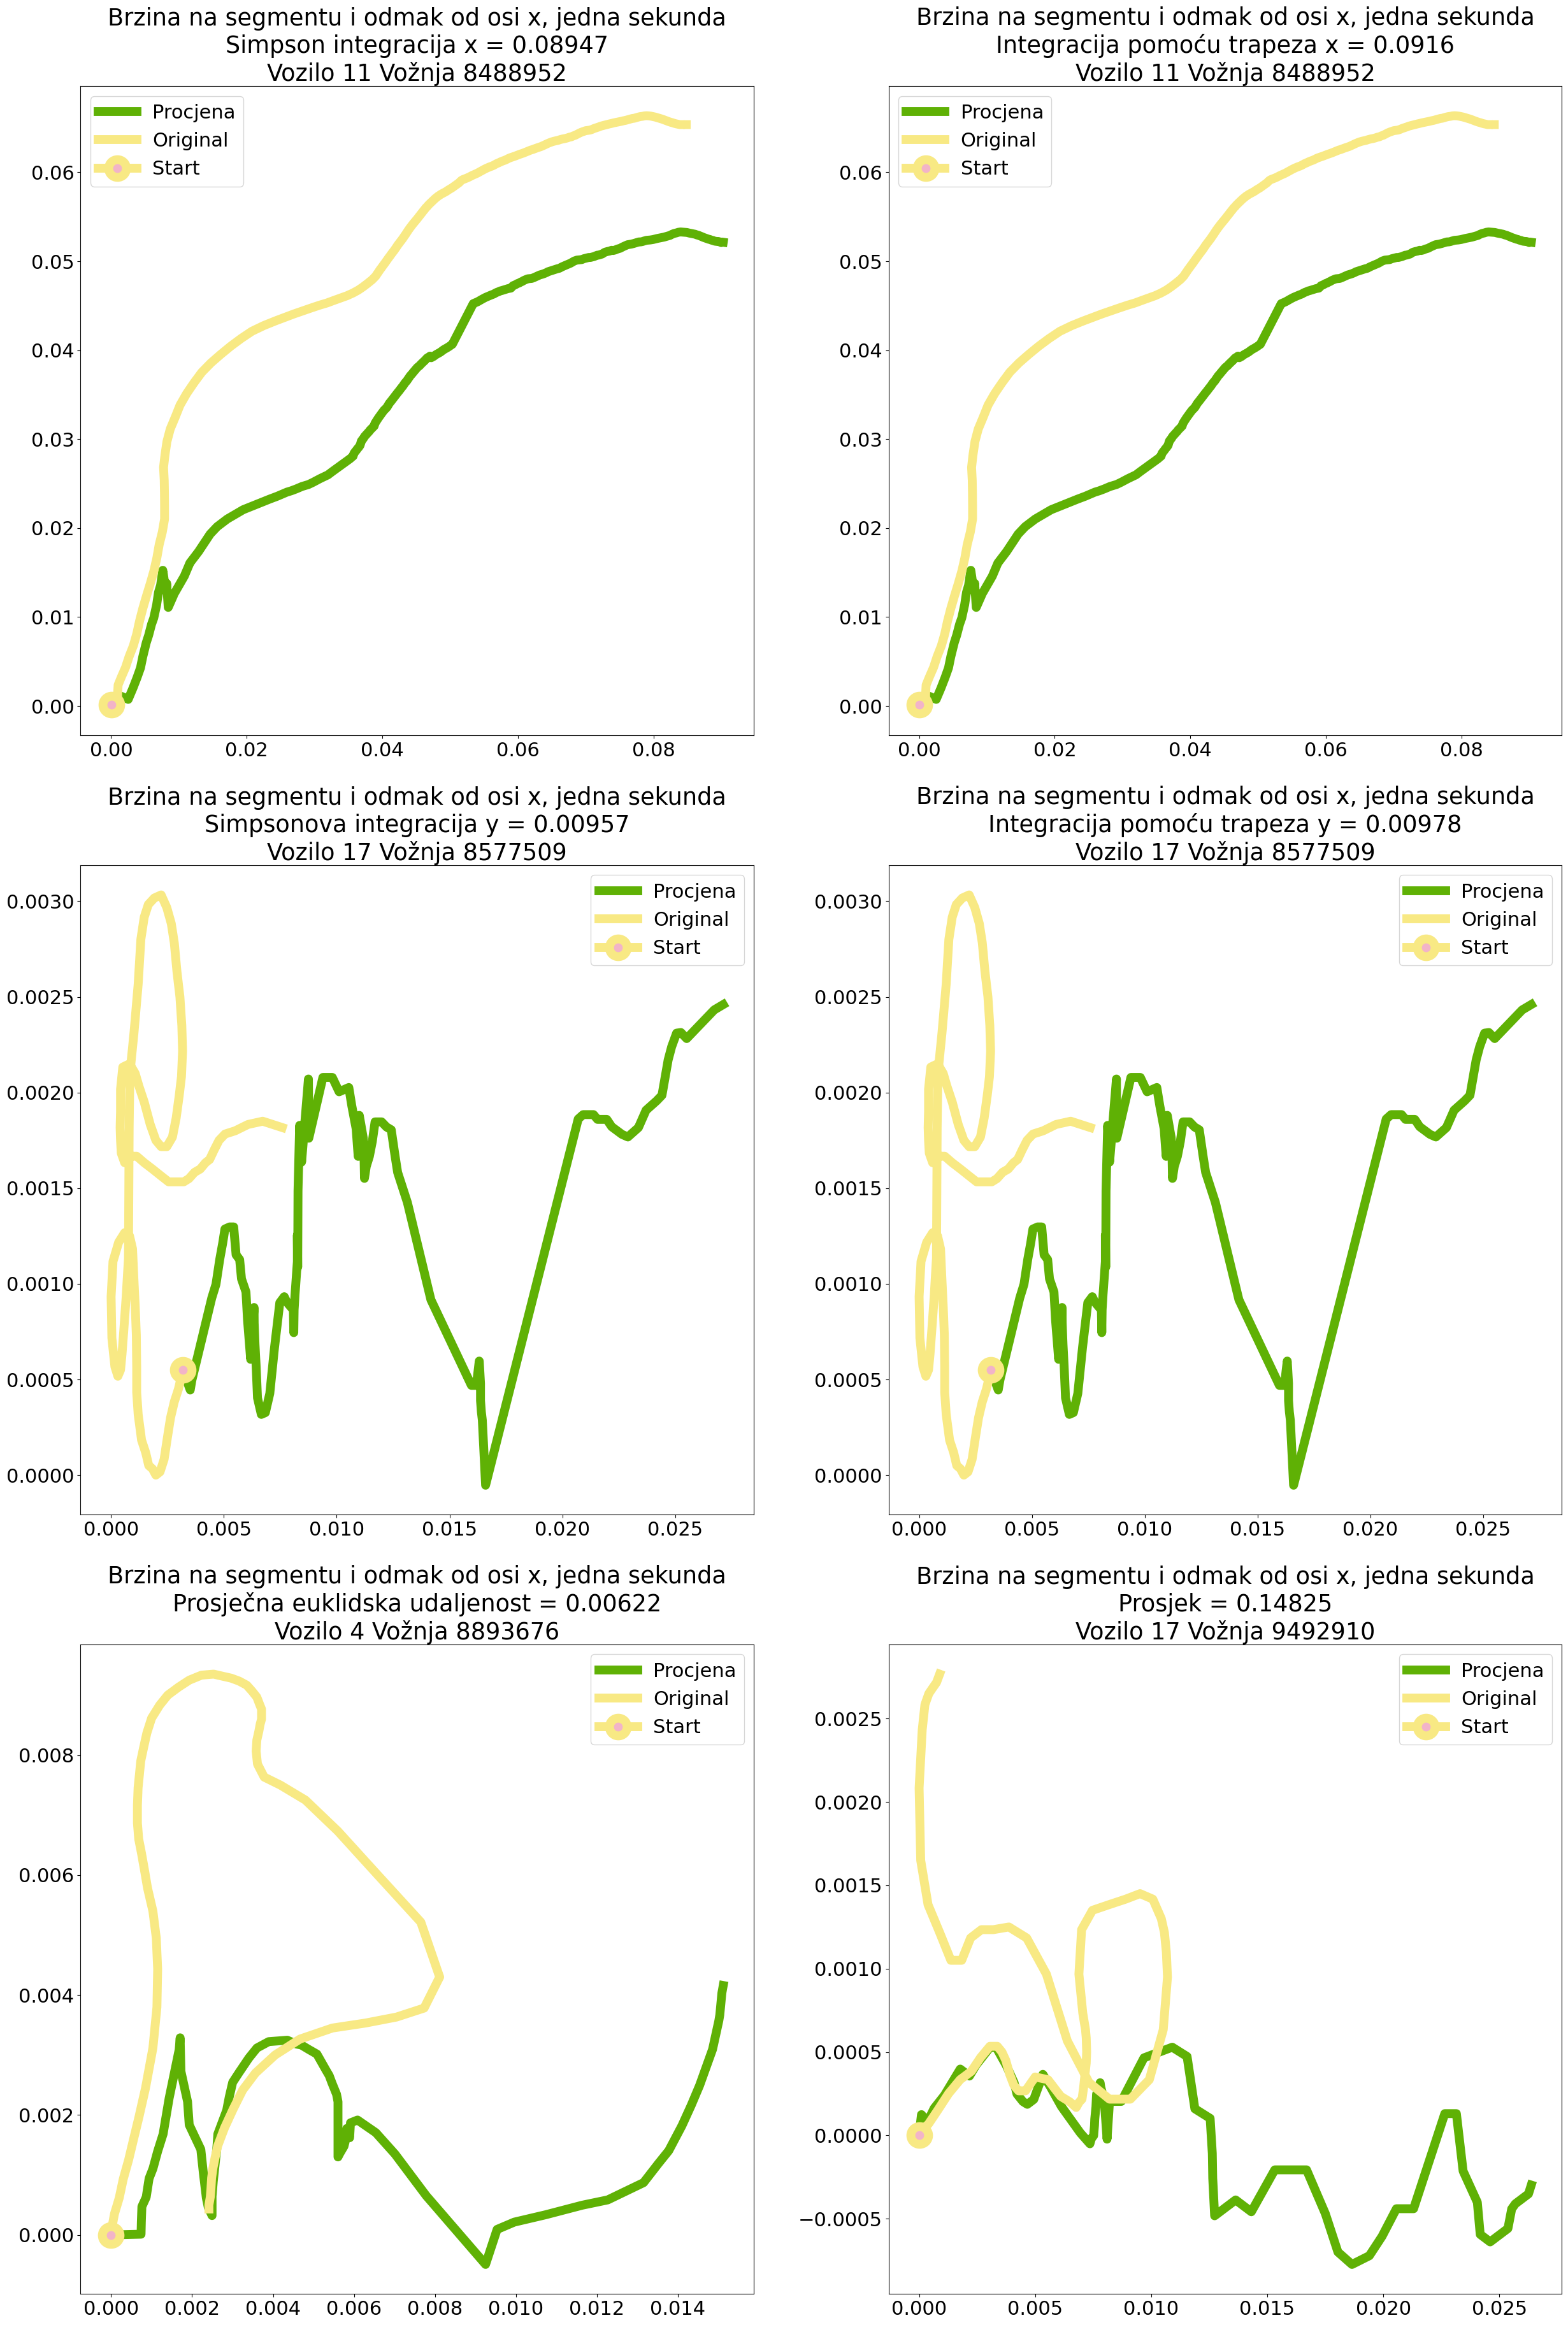 Brzina na segmentu i odmak od osi x, jedna sekunda
Simpson integracija x = 0.08947
Vozilo 11 Vožnja 8488952
Procjena
Original
Start
0.06
0.05
0.04
0.03
0.02
0.01
0.00
0.00 0.02 0.04 0.06 0.08
Brzina na segmentu i odmak od osi x, jedna sekunda
Integracija pomoću trapeza x = 0.0916
Vozilo 11 Vožnja 8488952
Procjena
Original
Start
0.06
0.05
0.04
0.03
0.02
0.01
0.00
0.00 0.02 0.04 0.06 0.08
Brzina na segmentu i odmak od osi x, jedna sekunda
Simpsonova integracija y = 0.00957
Vozilo 17 Vožnja 8577509
Procjena
Original
Start
0.0030
0.0025
0.0020
0.0015
0.0010
0.0005
0.0000
0.000 0.005 0.010 0.015 0.020 0.025
Brzina na segmentu i odmak od osi x, jedna sekunda
Integracija pomoću trapeza y = 0.00978
Vozilo 17 Vožnja 8577509
Procjena
Original
Start
0.0030
0.0025
0.0020
0.0015
0.0010
0.0005
0.0000
0.000 0.005 0.010 0.015 0.020 0.025
Brzina na segmentu i odmak od osi x, jedna sekunda
Prosječna euklidska udaljenost = 0.00622
Vozilo 4 Vožnja 8893676
Procjena
Original
Start
0.008
0.006
0.004
0.002
0.000
0.000 0.002 0.004 0.006 0.008 0.010 0.012 0.014
Brzina na segmentu i odmak od osi x, jedna sekunda
Prosjek = 0.14825
Vozilo 17 Vožnja 9492910
Procjena
Original
Start
0.0025
0.0020
0.0015
0.0010
0.0005
0.0000
−0.0005
0.000 0.005 0.010 0.015 0.020 0.025